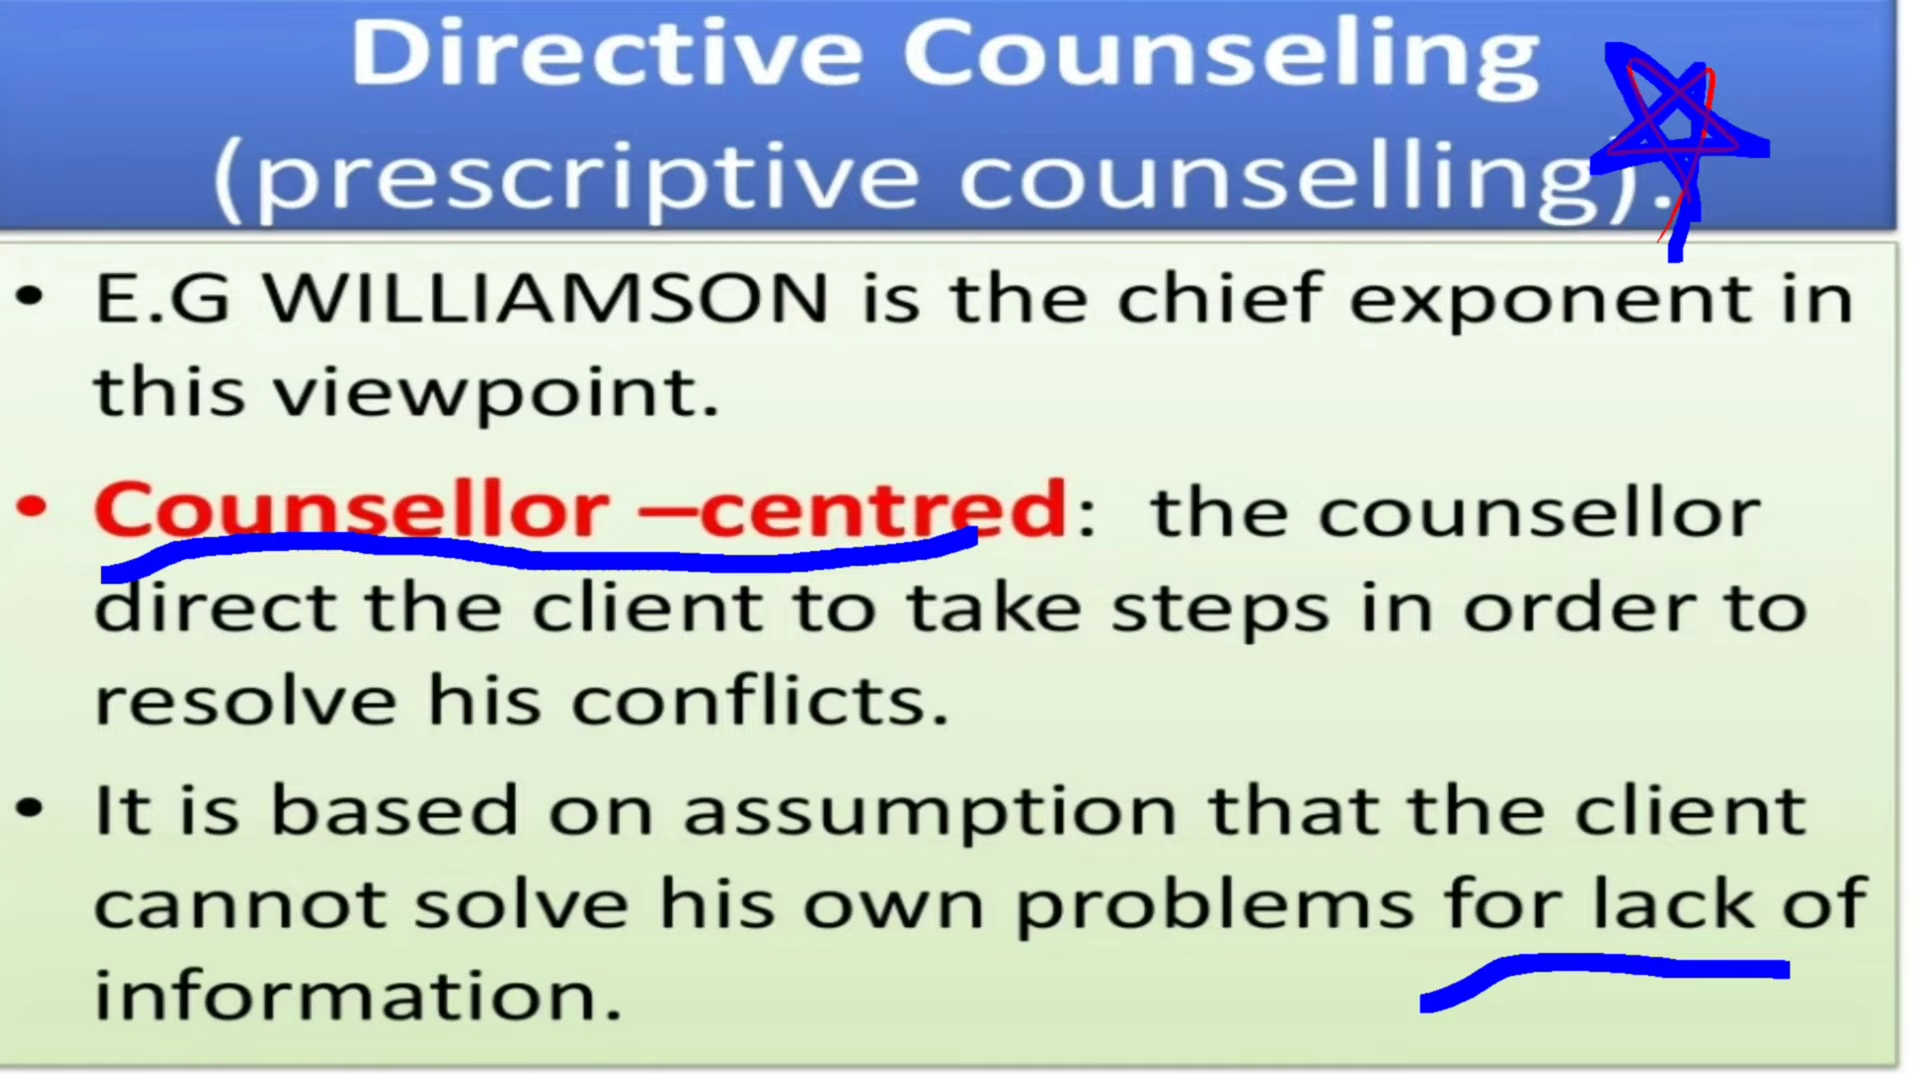 Directive Counseling
(prescriptive counselling).
• E.G WILLIAMSON is the chief exponent in
this viewpoint.
• Counsellor –centred: the counsellor
direct the client to take steps in order to
resolve his conflicts.
• It is based on assumption that the client
cannot solve his own problems for lack of
information.